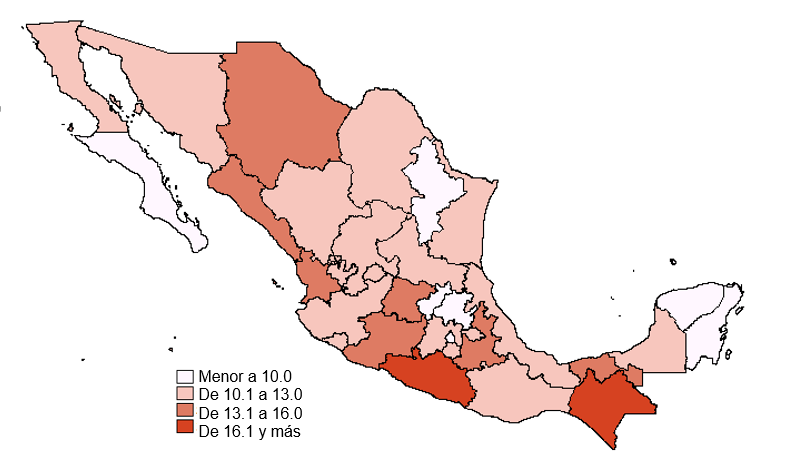 Menor a 10.0
De 10.1 a 13.0
De 13.1 a 16.0
De 16.1 y más